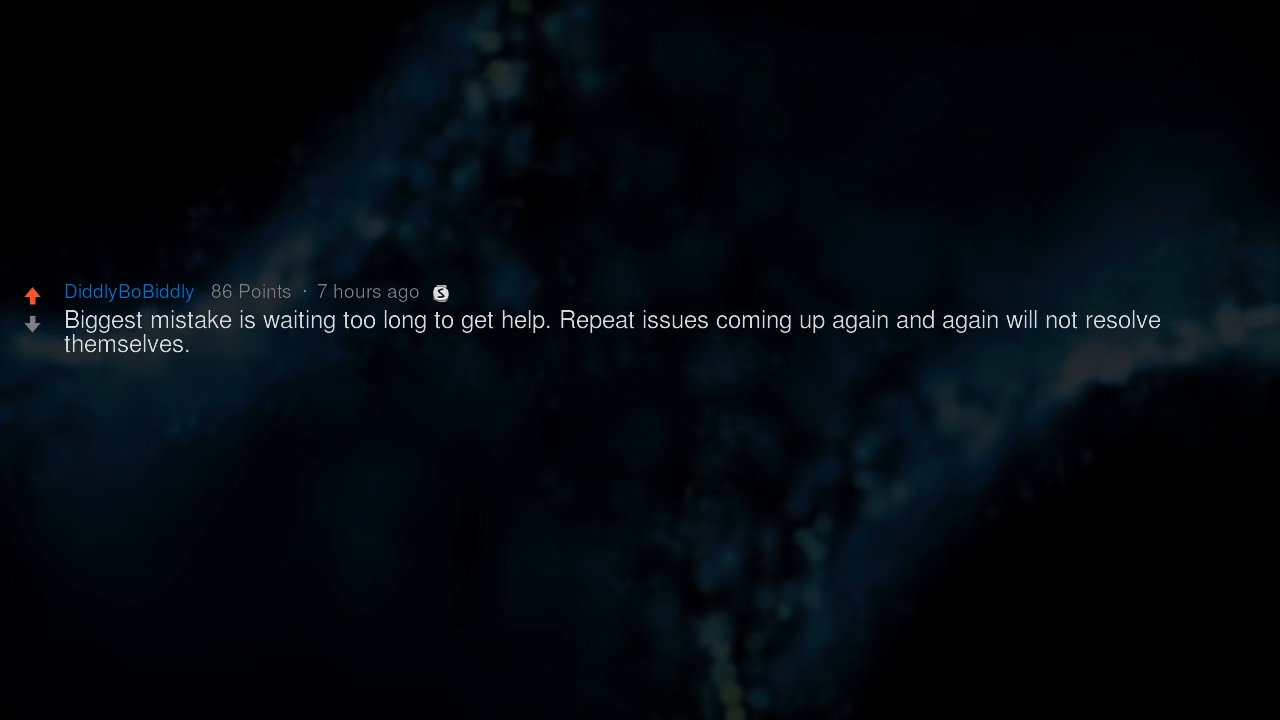 DiddlyBoBiddly 86 Points · 7 hours ago S
Biggest mistake is waiting too long to get help. Repeat issues coming up again and again will not resolve
themselves.